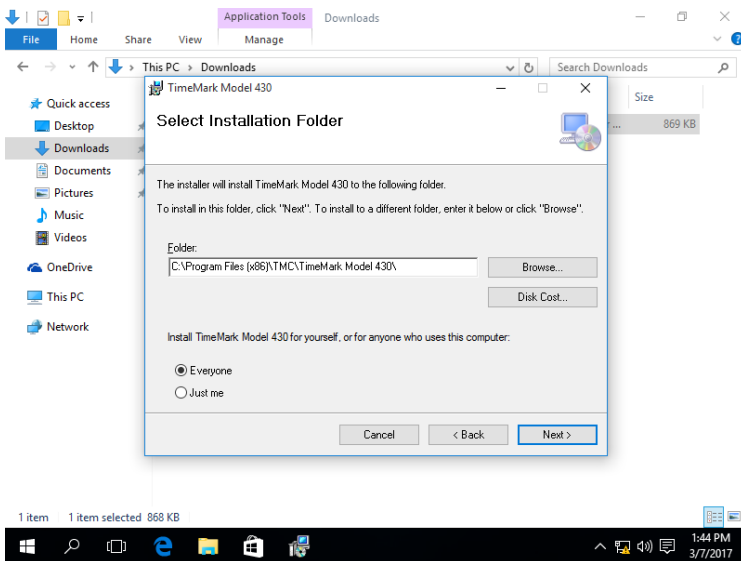 Application Tools
Downloads
File
Home
Share
View
Manage
This PC
Downloads
Search Downloads
Quick access
Desktop
Downloads
Documents
Pictures
Music
Videos
OneDrive
This PC
Network
Size
869 KB
TimeMark Model 430
Select Installation Folder
The installer will install TimeMark Model 430 to the following folder.
To install in this folder, click "Next". To install to a different folder, enter it below or click "Browse".
Folder:
C:\Program Files (x86)\TMC\TimeMark Model 430\
Browse...
Disk Cost...
Install TimeMark Model 430 for yourself, or for anyone who uses this computer:
Everyone
Just me
Cancel
< Back
Next >
1 item
1 item selected 868 KB
1:44 PM
3/7/2017